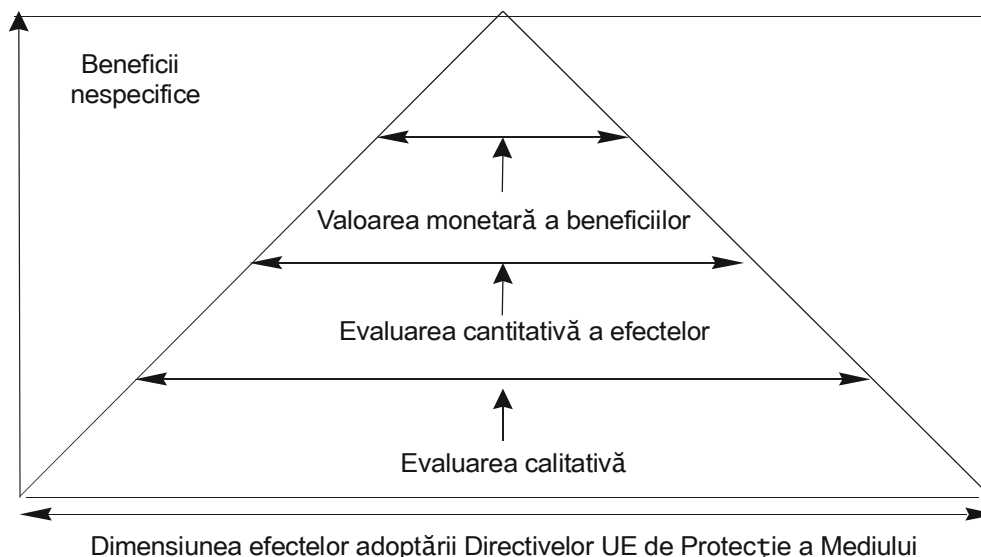 Beneficii
nespecifice
Valoarea monetară a beneficiilor
Evaluarea cantitativă a efectelor
Evaluarea calitativă
Dimensiunea efectelor adoptării Directivelor UE de Protecţie a Mediului